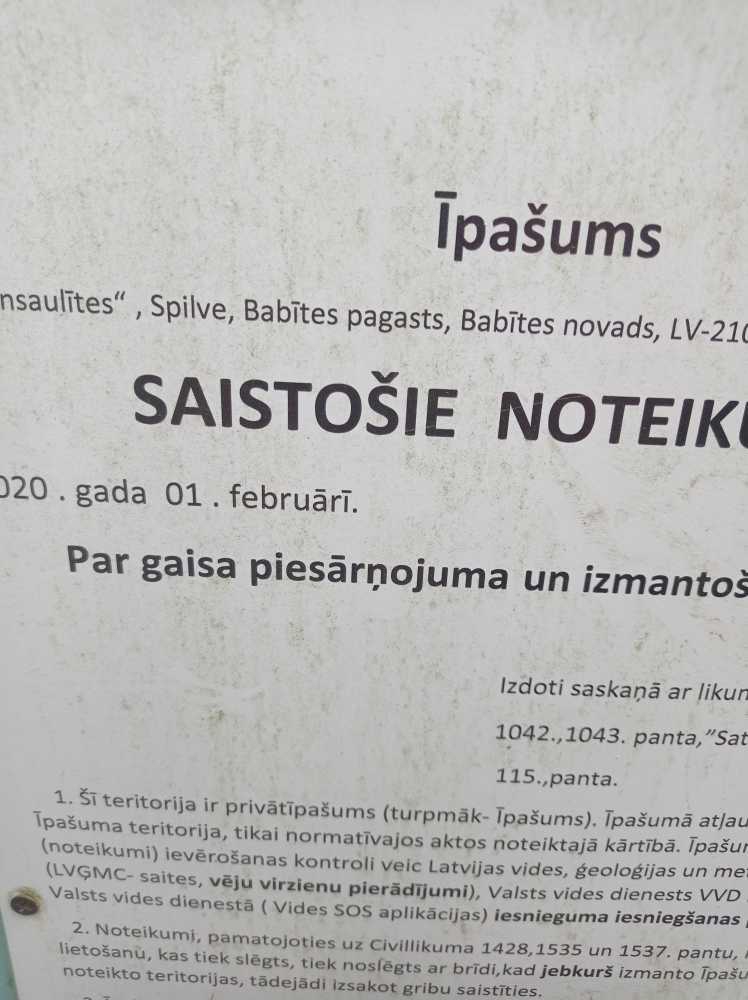 Īpašums
nsaulītes“ , Spilve, Babītes pagasts, Babītes novads, LV-210
SAISTOŠIE NOTEIKU
020 . gada 01 . februārī.
Par gaisa piesārņojuma un izmantoš
Izdoti saskaņā ar likum
1042.,1043. panta,”Sat
115.,panta.
1. Šī teritorija ir privātīpašums (turpmāk- Īpašums). Īpašumā atļau
Īpašuma teritorija, tikai normatīvajos aktos noteiktajā kārtībā. Īpašum
(noteikumi) ievērošanas kontroli veic Latvijas vides, ģeoloģijas un met
(LVĢMC- saites, vēju virzienu pierādījumi), Valsts vides dienests VVD
Valsts vides dienestā ( Vides SOS aplikācijas) iesnieguma iesniegšanas
2. Noteikumi, pamatojoties uz Civillikuma 1428,1535 un 1537. pantu,
lietošanu, kas tiek slēgts, tiek noslēgts ar brīdi,kad jebkurš izmanto Īpašu
noteikto teritorijas, tādejādi izsakot gribu saistīties.